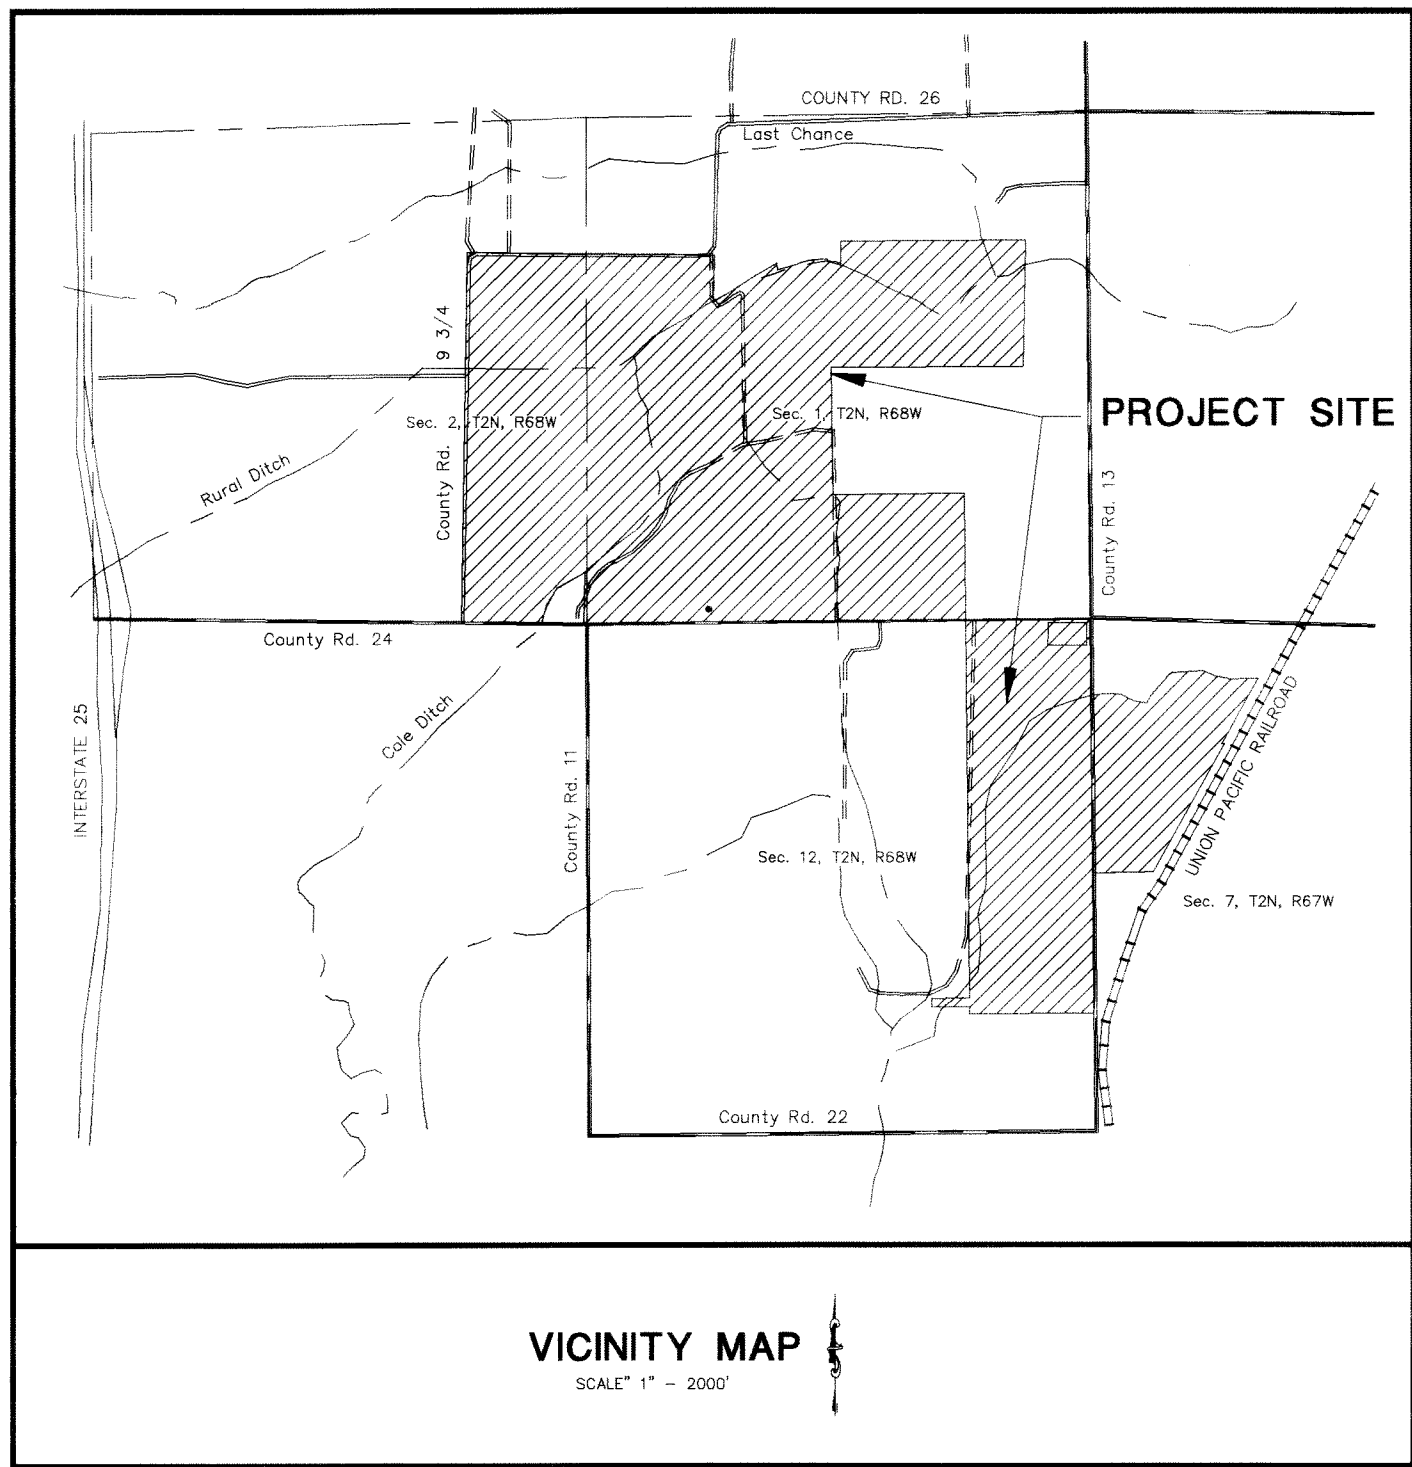 COUNTY RD. 26
Last Chance
County Rd. 9 3/4
Sec. 2, T2N, R68W
Sec. 1, T2N, R68W
PROJECT SITE
Rural Ditch
County Rd. 13
County Rd. 24
INTERSTATE 25
Cole Ditch
County Rd. 11
UNION PACIFIC RAILROAD
Sec. 12, T2N, R68W
Sec. 7, T2N, R67W
County Rd. 22
VICINITY MAP
SCALE" 1" - 2000'